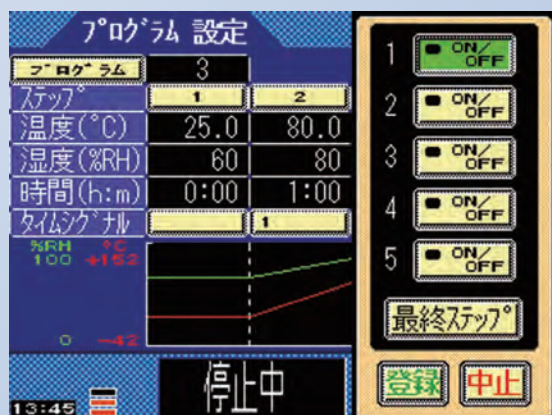 プログラム 設定
プログラム 3
ステップ 1 2
温度(°C) 25.0 80.0
湿度(%RH) 60 80
時間(h:m) 0:00 1:00
タイムシグナル 1
%RH °C
100 +152
0 -42
13:45
停止中
1 ON/OFF
2 ON/OFF
3 ON/OFF
4 ON/OFF
5 ON/OFF
最終ステップ
登録 中止